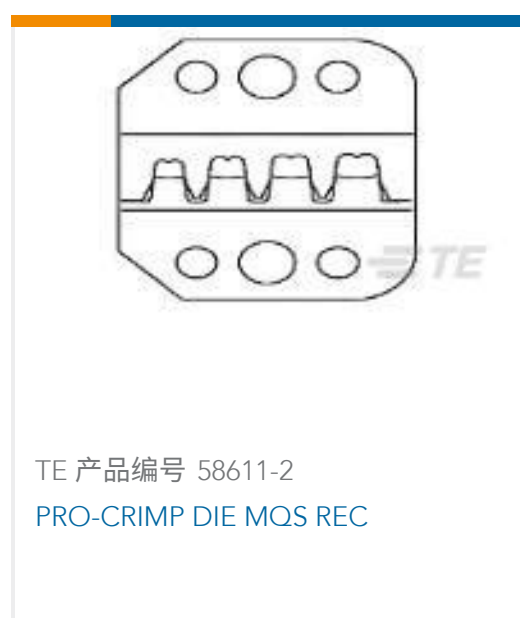 TE
TE 产品编号 58611-2
PRO-CRIMP DIE MQS REC